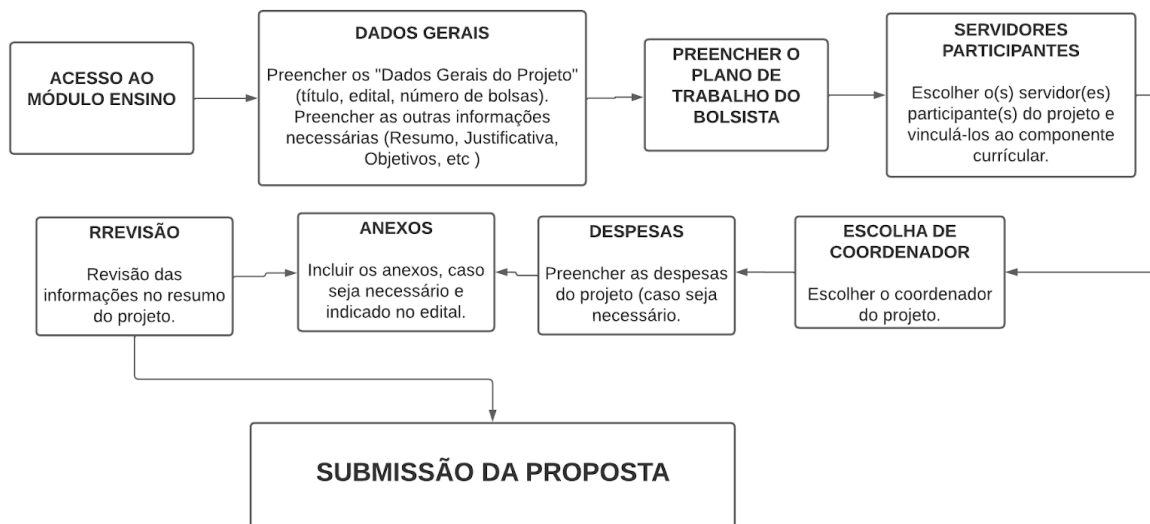 ACESSO AO
MÓDULO ENSINO
DADOS GERAIS
Preencher os "Dados Gerais do Projeto"
(título, edital, número de bolsas).
Preencher as outras informações
necessárias (Resumo, Justificativa,
Objetivos, etc )
PREENCHER O
PLANO DE
TRABALHO DO
BOLSISTA
SERVIDORES
PARTICIPANTES
Escolher o(s) servidor(es)
participante(s) do projeto e
vinculá-los ao componente
currícular.
ESCOLHA DE
COORDENADOR
Escolher o coordenador
do projeto.
DESPESAS
Preencher as despesas
do projeto (caso seja
necessário.
ANEXOS
Incluir os anexos, caso
seja necessário e
indicado no edital.
RREVISÃO
Revisão das
informações no resumo
do projeto.
SUBMISSÃO DA PROPOSTA